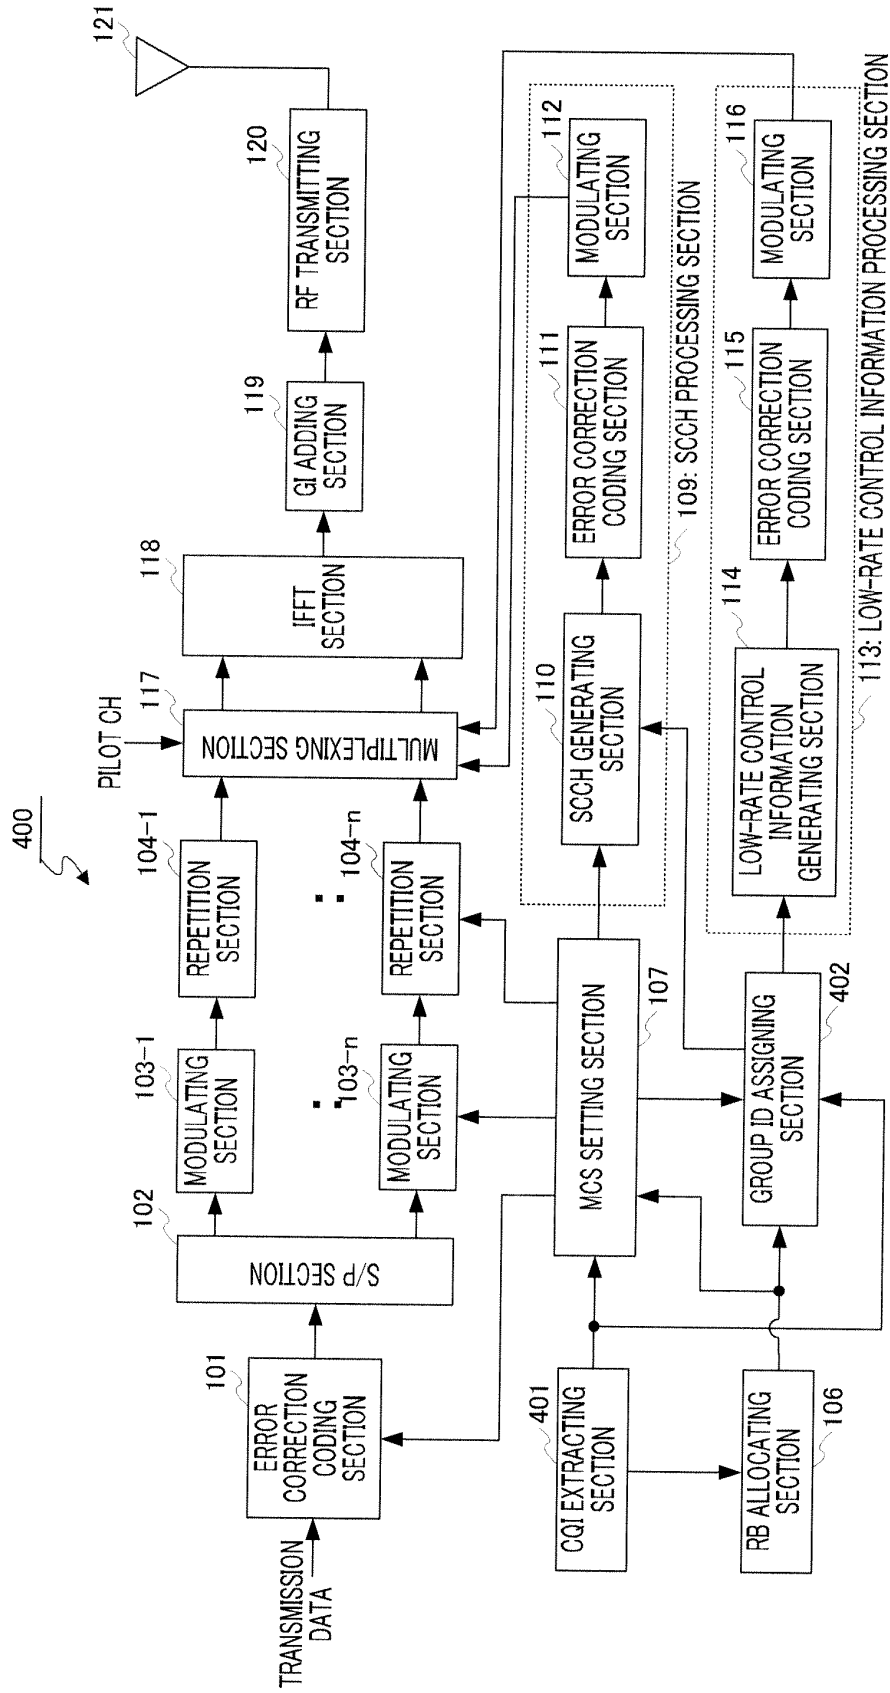 400
TRANSMISSION
DATA
101
ERROR
CORRECTION
CODING
SECTION
102
S/P SECTION
103-1
MODULATING
SECTION
104-1
REPETITION
SECTION
103-n
MODULATING
SECTION
104-n
REPETITION
SECTION
PILOT CH
117
MULTIPLEXING SECTION
118
IFFT
SECTION
119
GI ADDING
SECTION
120
RF TRANSMITTING
SECTION
121
401
CQI EXTRACTING
SECTION
107
MCS SETTING SECTION
110
SCCH GENERATING
SECTION
111
ERROR CORRECTION
CODING SECTION
112
MODULATING
SECTION
109: SCCH PROCESSING SECTION
RB ALLOCATING
SECTION
106
GROUP ID ASSIGNING
SECTION
402
114
LOW-RATE CONTROL
INFORMATION
GENERATING SECTION
115
ERROR CORRECTION
CODING SECTION
116
MODULATING
SECTION
113: LOW-RATE CONTROL INFORMATION PROCESSING SECTION